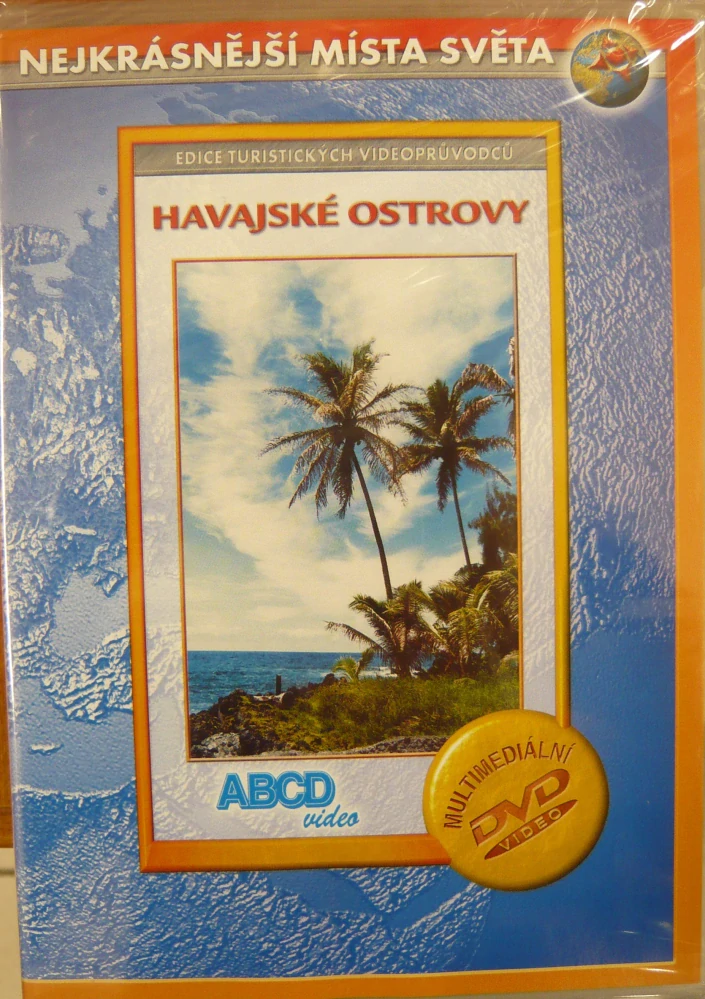 NEJKRÁSNĚJŠÍ MÍSTA SVĚTA
EDICE TURISTICKÝCH VIDEOPRŮVODCŮ
HAVAJSKÉ OSTROVY
ABCD
video
MULTIMEDIÁLNÍ
DVD
VIDEO